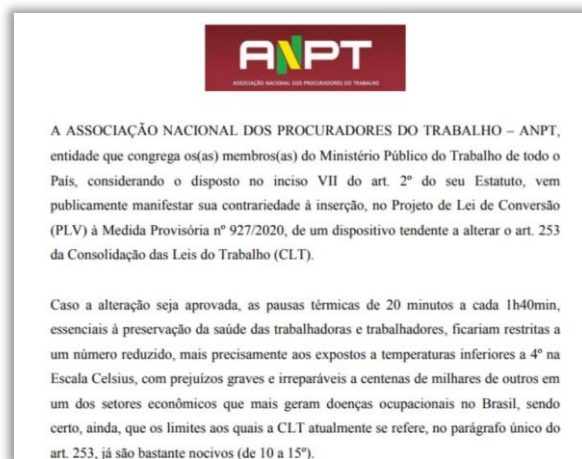 ANPT
ASSOCIAÇÃO NACIONAL DOS PROCURADORES DO TRABALHO
A ASSOCIAÇÃO NACIONAL DOS PROCURADORES DO TRABALHO – ANPT,
entidade que congrega os(as) membros(as) do Ministério Público do Trabalho de todo o
País, considerando o disposto no inciso VII do art. 2º do seu Estatuto, vem
publicamente manifestar sua contrariedade à inserção, no Projeto de Lei de Conversão
(PLV) à Medida Provisória nº 927/2020, de um dispositivo tendente a alterar o art. 253
da Consolidação das Leis do Trabalho (CLT).
Caso a alteração seja aprovada, as pausas térmicas de 20 minutos a cada 1h40min,
essenciais à preservação da saúde das trabalhadoras e trabalhadores, ficariam restritas a
um número reduzido, mais precisamente aos expostos a temperaturas inferiores a 4º na
Escala Celsius, com prejuízos graves e irreparáveis a centenas de milhares de outros em
um dos setores econômicos que mais geram doenças ocupacionais no Brasil, sendo
certo, ainda, que os limites aos quais a CLT atualmente se refere, no parágrafo único do
art. 253, já são bastante nocivos (de 10 a 15º).